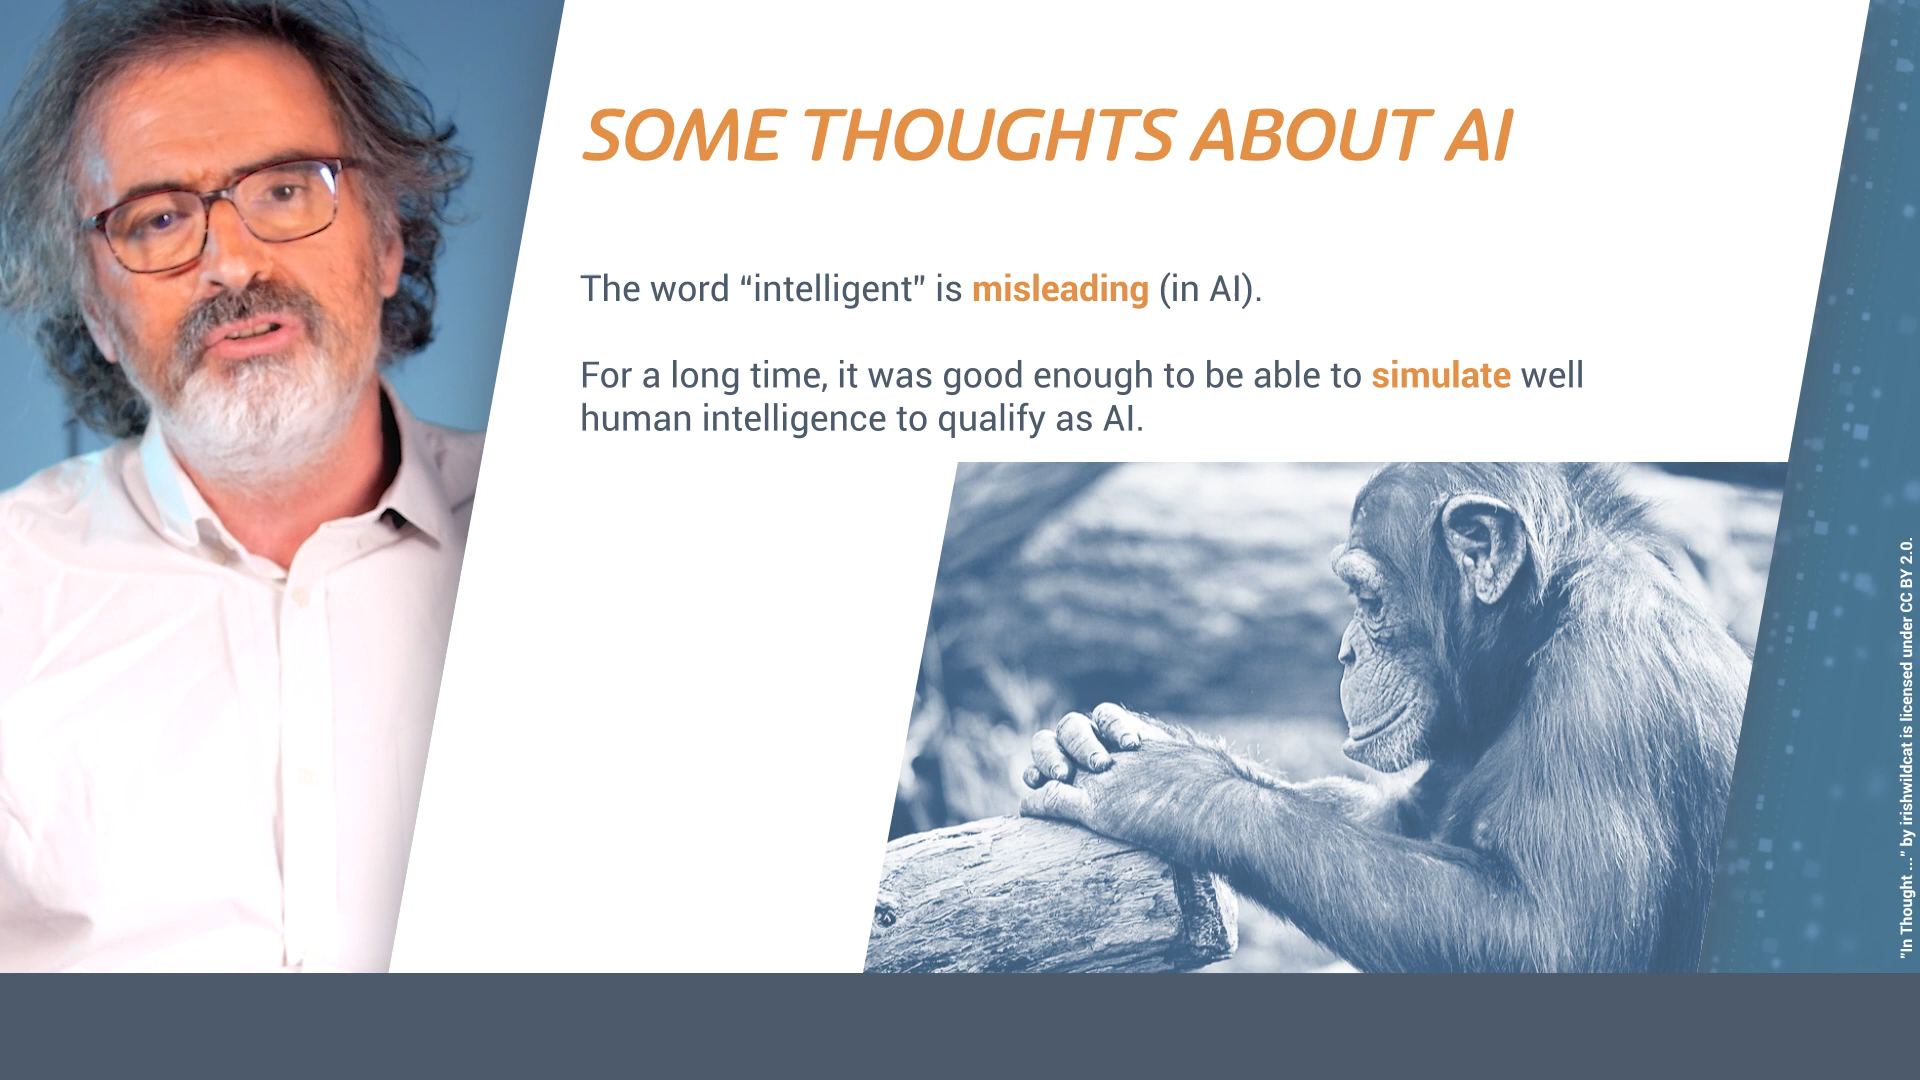 SOME THOUGHTS ABOUT AI
The word “intelligent” is misleading (in AI).
For a long time, it was good enough to be able to simulate well
human intelligence to qualify as AI.
"In Thought ..." by irishwildcat is licensed under CC BY 2.0.